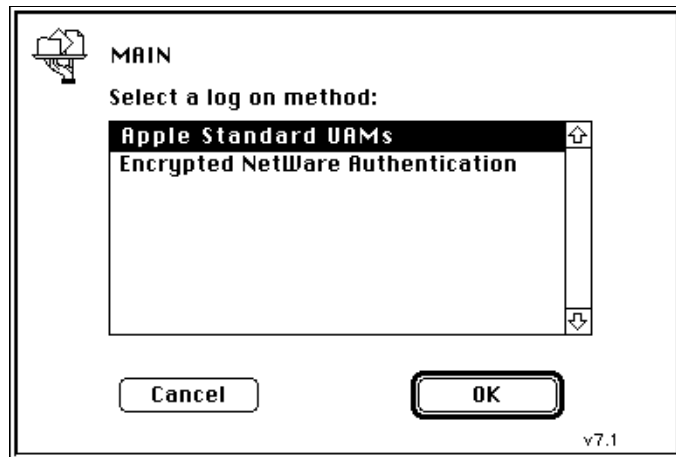 MAIN
Select a log on method:
Apple Standard UAMs
Encrypted NetWare Authentication
Cancel
OK
v7.1